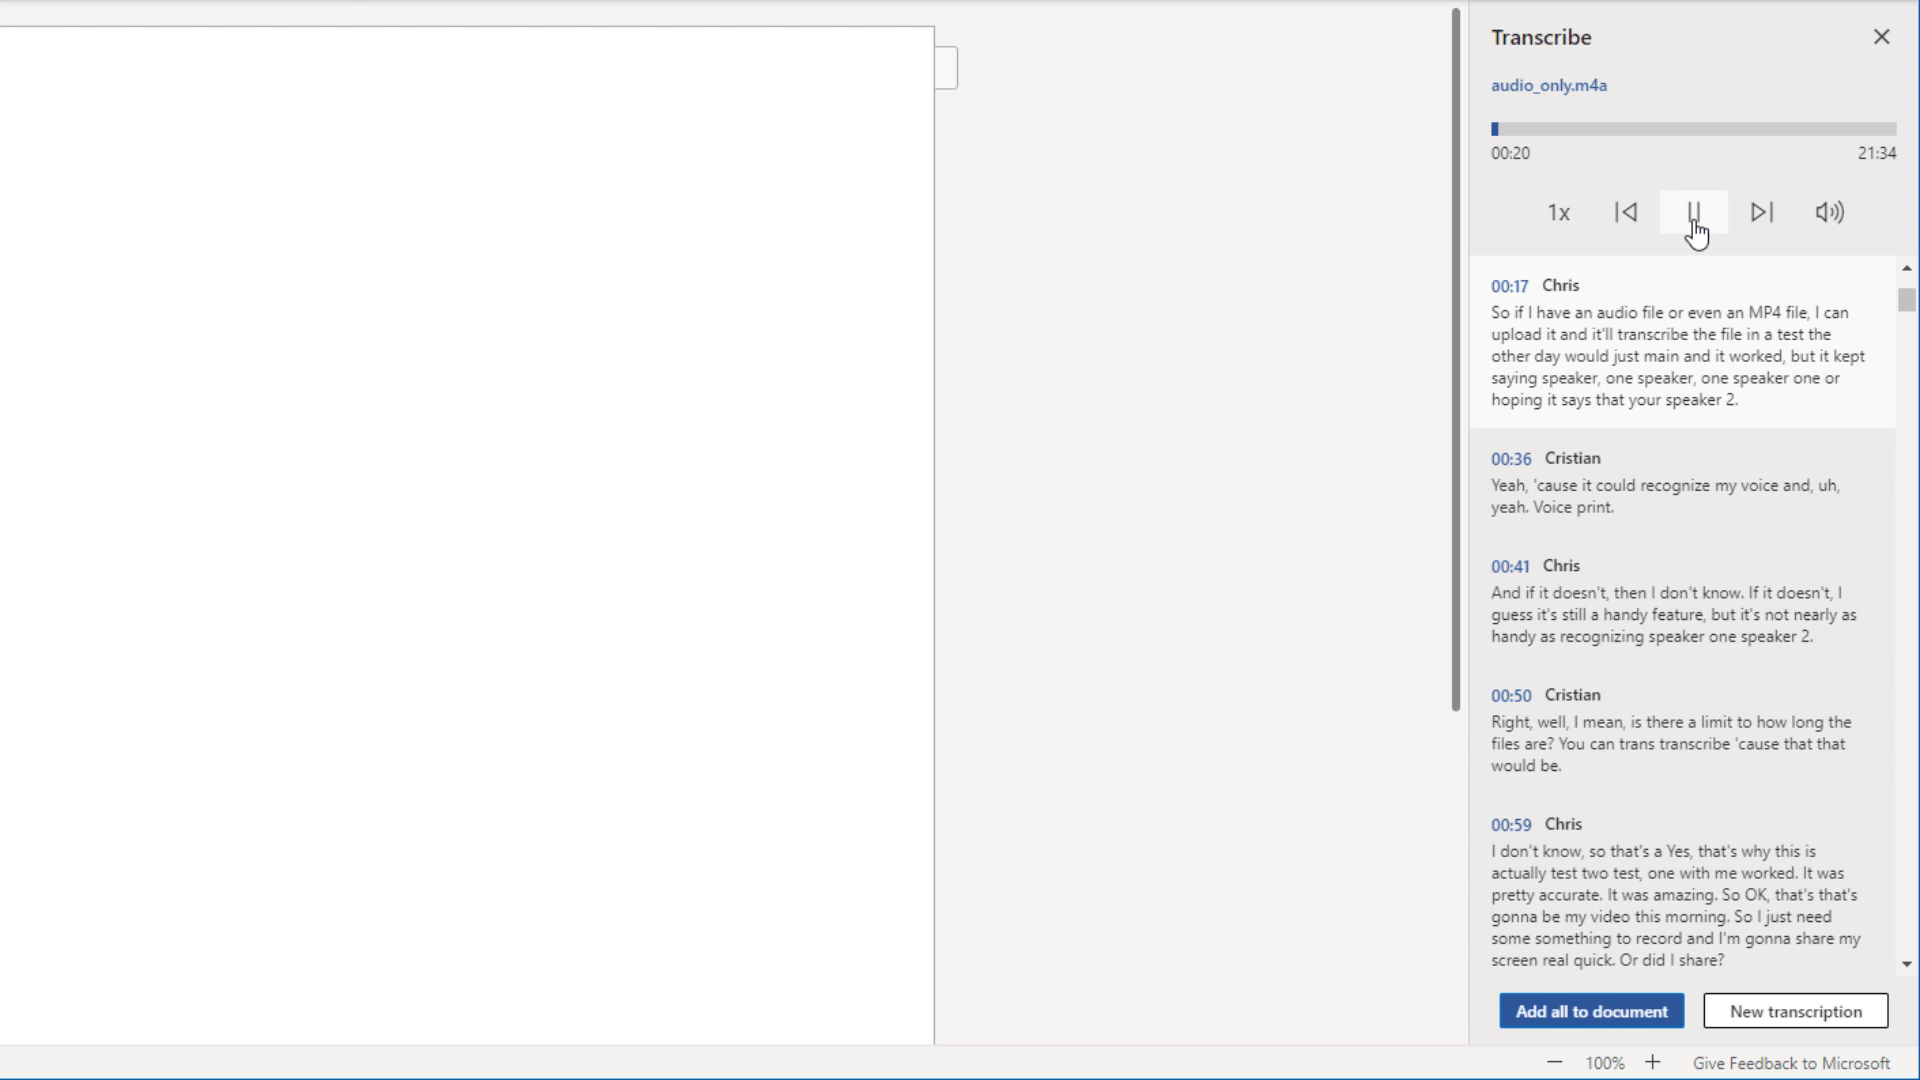 Transcribe
audio_only.m4a
00:20 21:34
1x
00:17 Chris
So if I have an audio file or even an MP4 file, I can
upload it and it'll transcribe the file in a test the
other day would just main and it worked, but it kept
saying speaker, one speaker, one speaker one or
hoping it says that your speaker 2.
00:36 Cristian
Yeah, 'cause it could recognize my voice and, uh,
yeah. Voice print.
00:41 Chris
And if it doesn't, then I don't know. If it doesn't, I
guess it's still a handy feature, but it's not nearly as
handy as recognizing speaker one speaker 2.
00:50 Cristian
Right, well, I mean, is there a limit to how long the
files are? You can trans transcribe 'cause that that
would be.
00:59 Chris
I don't know, so that's a Yes, that's why this is
actually test two test, one with me worked. It was
pretty accurate. It was amazing. So OK, that's that's
gonna be my video this morning. So I just need
some something to record and I'm gonna share my
screen real quick. Or did I share?
Add all to document New transcription
100% Give Feedback to Microsoft